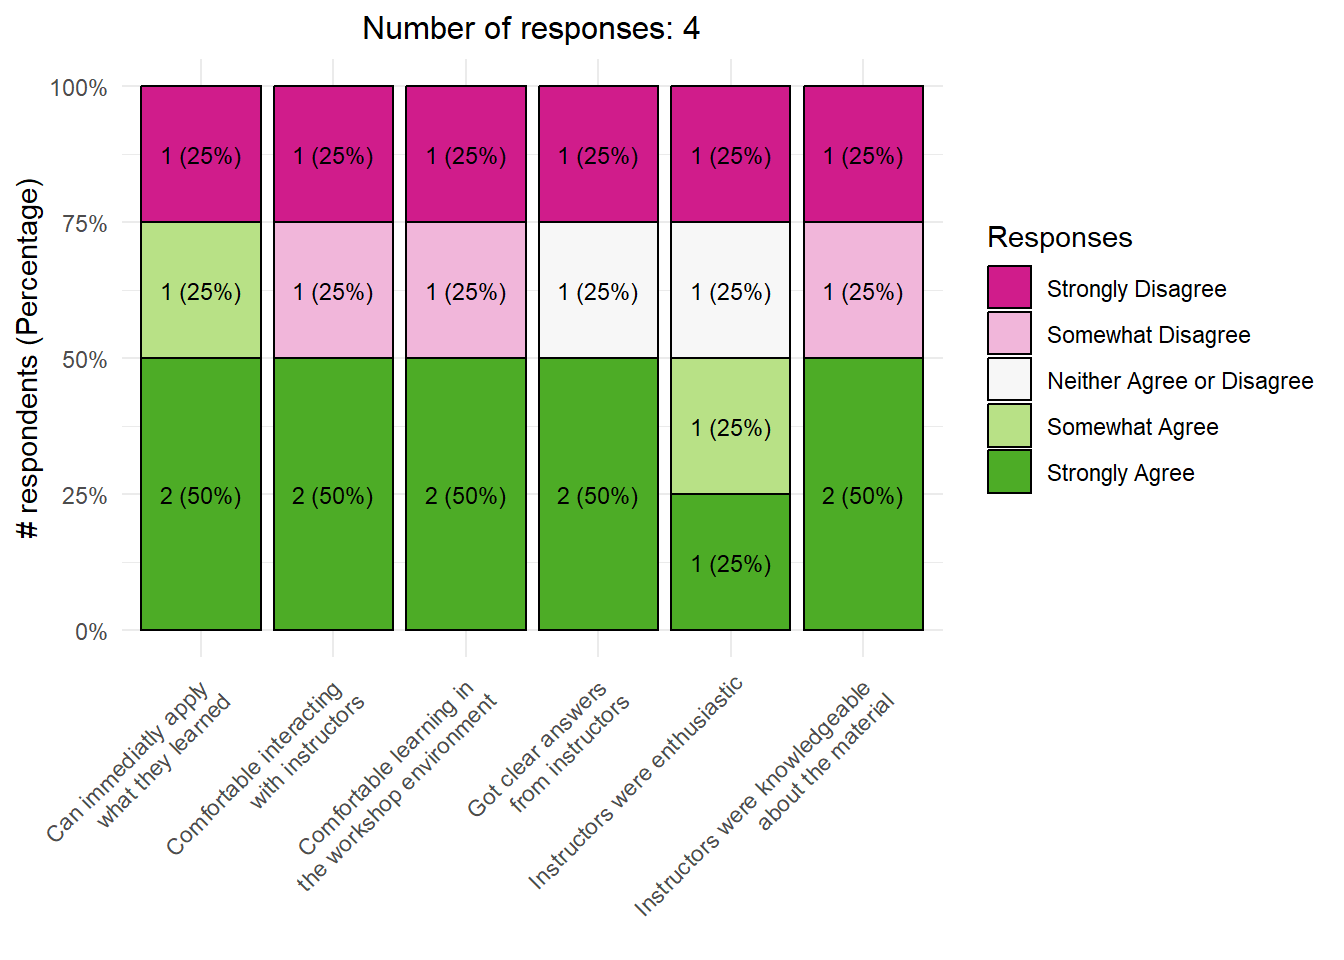 Number of responses: 4
# respondents (Percentage)
100%
75%
50%
25%
0%
1 (25%) 1 (25%) 1 (25%) 1 (25%) 1 (25%) 1 (25%)
1 (25%) 1 (25%) 1 (25%) 1 (25%) 1 (25%) 1 (25%)
1 (25%)
2 (50%) 2 (50%) 2 (50%) 2 (50%) 2 (50%)
1 (25%)
Can immediatly apply
what they learned
Comfortable interacting
with instructors
Comfortable learning in
the workshop environment
Got clear answers
from instructors
Instructors were enthusiastic
Instructors were knowledgeable
about the material
Responses
Strongly Disagree
Somewhat Disagree
Neither Agree or Disagree
Somewhat Agree
Strongly Agree